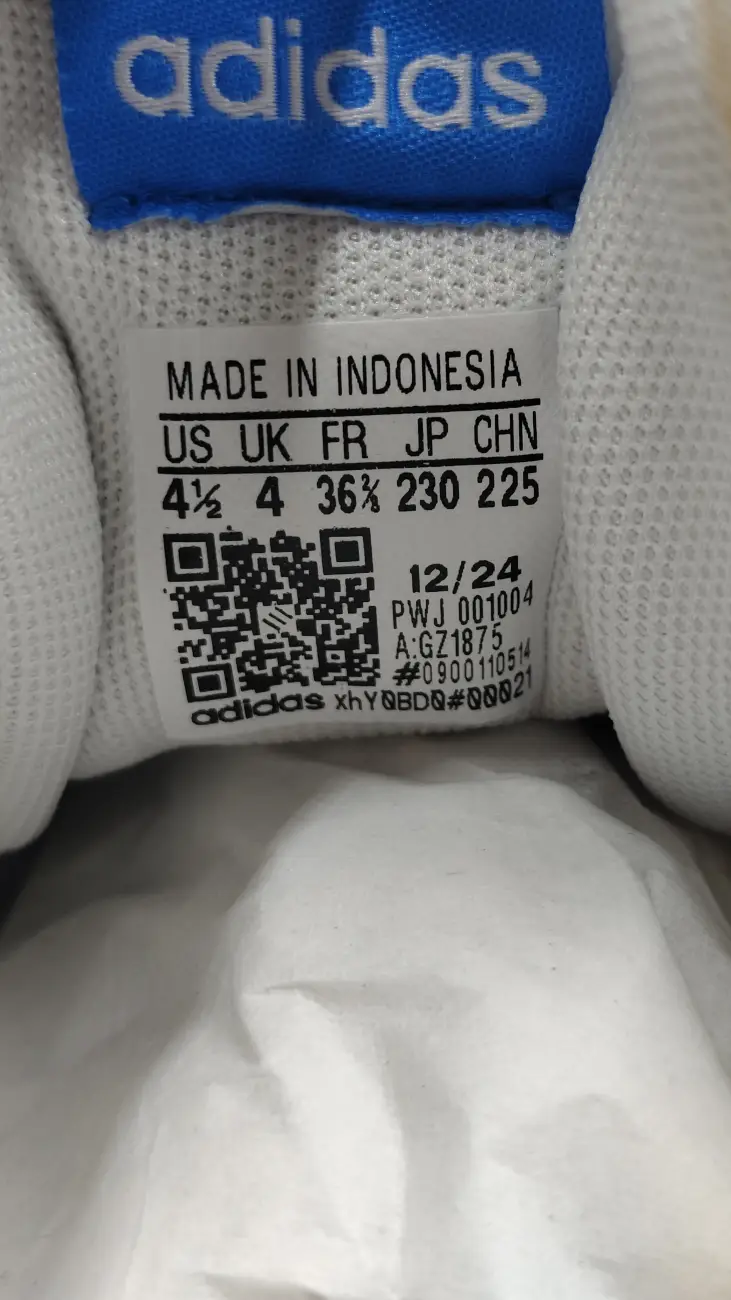 adidas
MADE IN INDONESIA
US UK FR JP CHN
4½ 4 36⅔ 230 225
12/24
PWJ 001004
A:GZ1875
#0900110514
adidas xhY0BD0#00021